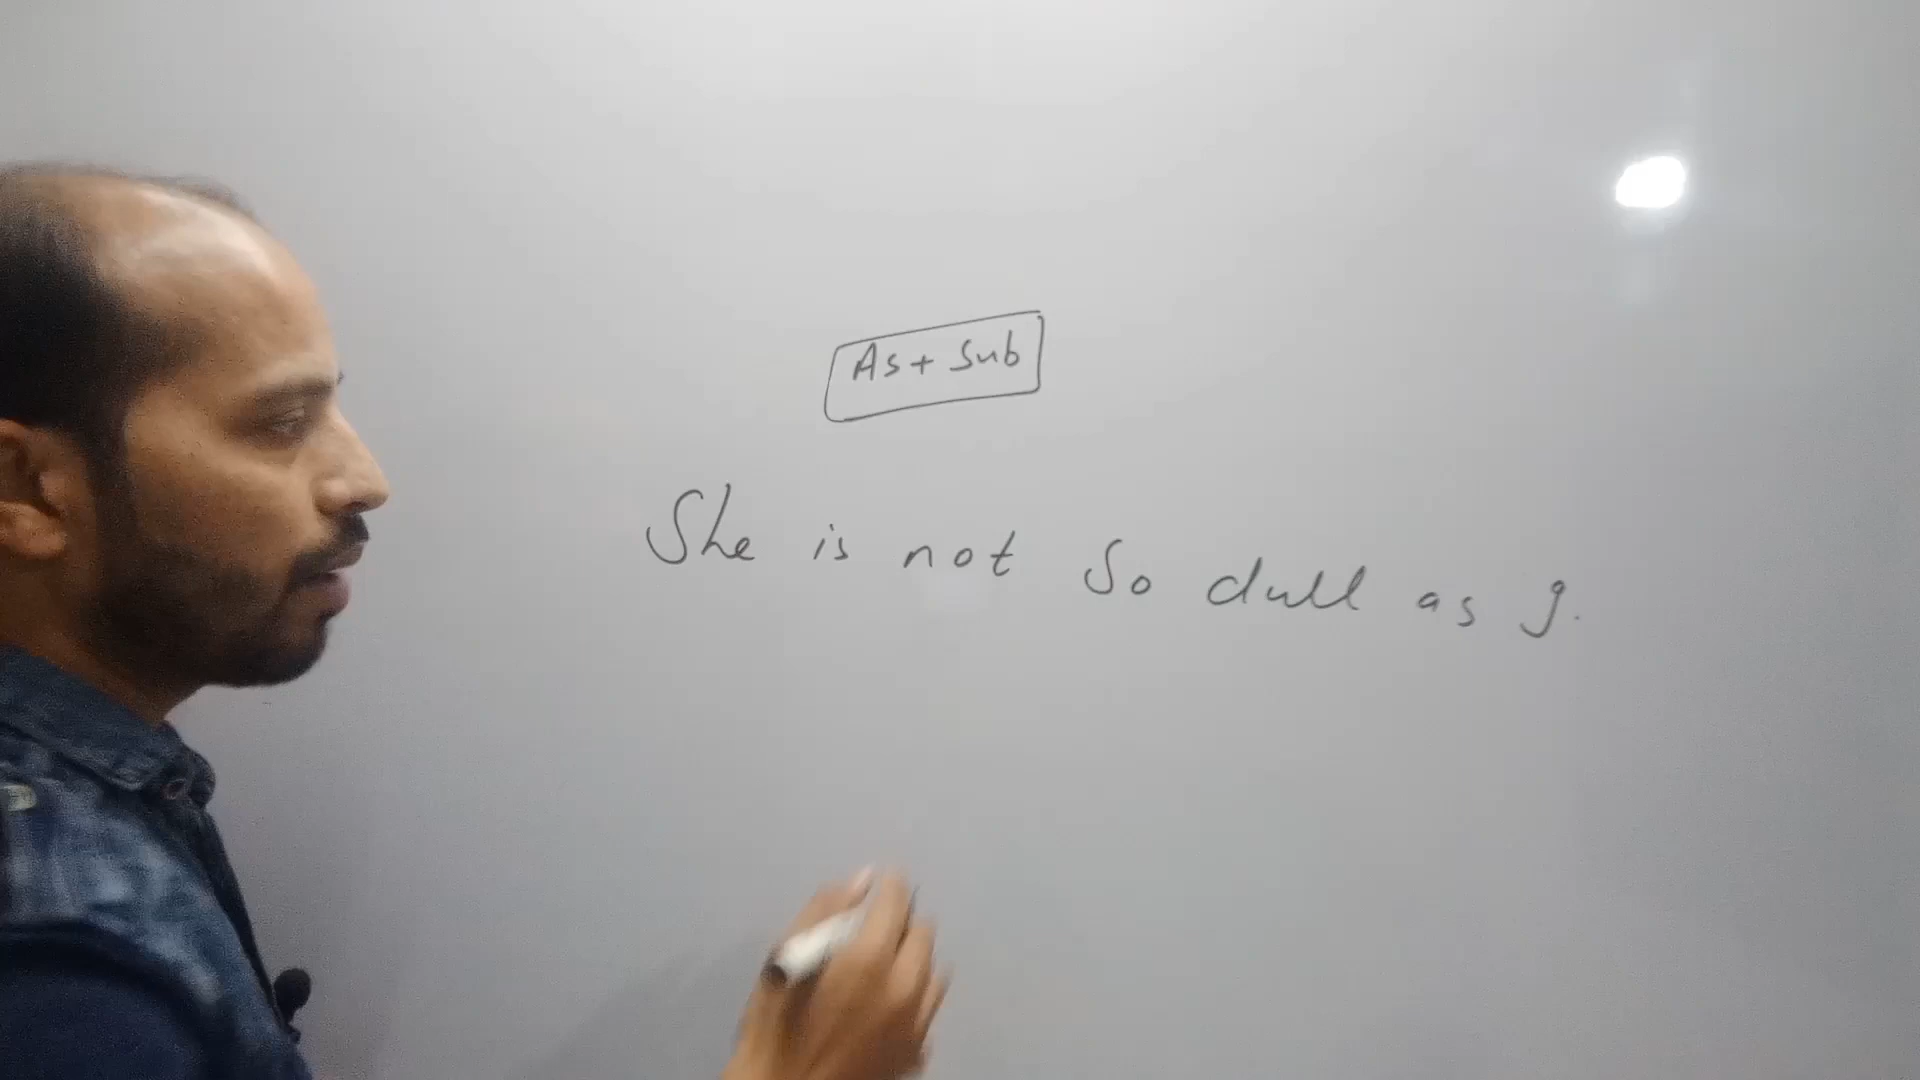 As + Sub
She is not So dull as I.